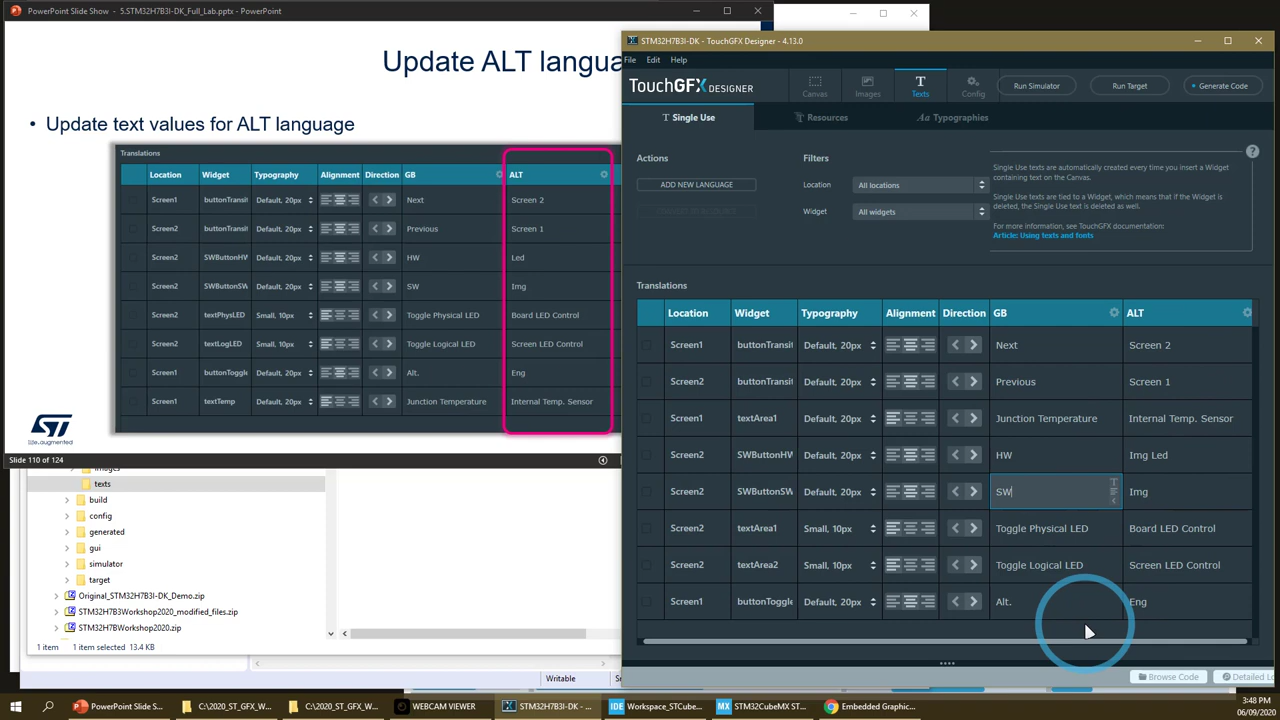 PowerPoint Slide Show - 5.STM32H7B3I-DK_Full_Lab.pptx - PowerPoint
Update ALT langua
• Update text values for ALT language
Translations
Location Widget Typography Alignment Direction GB ALT
Screen1 buttonTransit Default, 20px Next Screen 2
Screen2 buttonTransit Default, 20px Previous Screen 1
Screen2 SWButtonHW Default, 20px HW Led
Screen2 SWButtonSW Default, 20px SW Img
Screen2 textPhysLED Small, 10px Toggle Physical LED Board LED Control
Screen2 textLogLED Small, 10px Toggle Logical LED Screen LED Control
Screen2 buttonToggle Default, 20px Alt. Eng
Screen1 textTemp Default, 20px Junction Temperature Internal Temp. Sensor
ST
life.augmented
Slide 110 of 124
images
texts
build
config
generated
gui
simulator
target
Original_STM32H7B3I-DK_Demo.zip
STM32H7B3Workshop2020_modified_files.zip
STM32H7BWorkshop2020.zip
1 item 1 item selected 13.4 KB
Writable
STM32H7B3I-DK - TouchGFX Designer - 4.13.0
File Edit Help
TouchGFX DESIGNER
Canvas Images Texts Config
Run Simulator Run Target Generate Code
Single Use Resources Typographies
Actions
ADD NEW LANGUAGE
Filters
Location All locations
Widget All widgets
Single Use texts are automatically created every time you insert a Widget
containing text on the Canvas.
Single Use texts are tied to a Widget, which means that if the Widget is
deleted, the Single Use text is deleted as well.
For more information, see TouchGFX documentation:
Article: Using texts and fonts
?
Translations
Location Widget Typography Alignment Direction GB ALT
Screen1 buttonTransit Default, 20px Next Screen 2
Screen2 buttonTransit Default, 20px Previous Screen 1
Screen1 textArea1 Default, 20px Junction Temperature Internal Temp. Sensor
Screen2 SWButtonHW Default, 20px HW Img Led
Screen2 SWButtonSW Default, 20px SW Img
Screen2 textArea1 Small, 10px Toggle Physical LED Board LED Control
Screen2 textArea2 Small, 10px Toggle Logical LED Screen LED Control
Screen1 buttonToggle Default, 20px Alt. Eng
Browse Code Detailed Lo
PowerPoint Slide S... C:\2020_ST_GFX_W... C:\2020_ST_GFX_W... WEBCAM VIEWER STM32H7B3I-DK - ... Workspace_STCube... STM32CubeMX ST... Embedded Graphic...
3:48 PM
06/09/2020